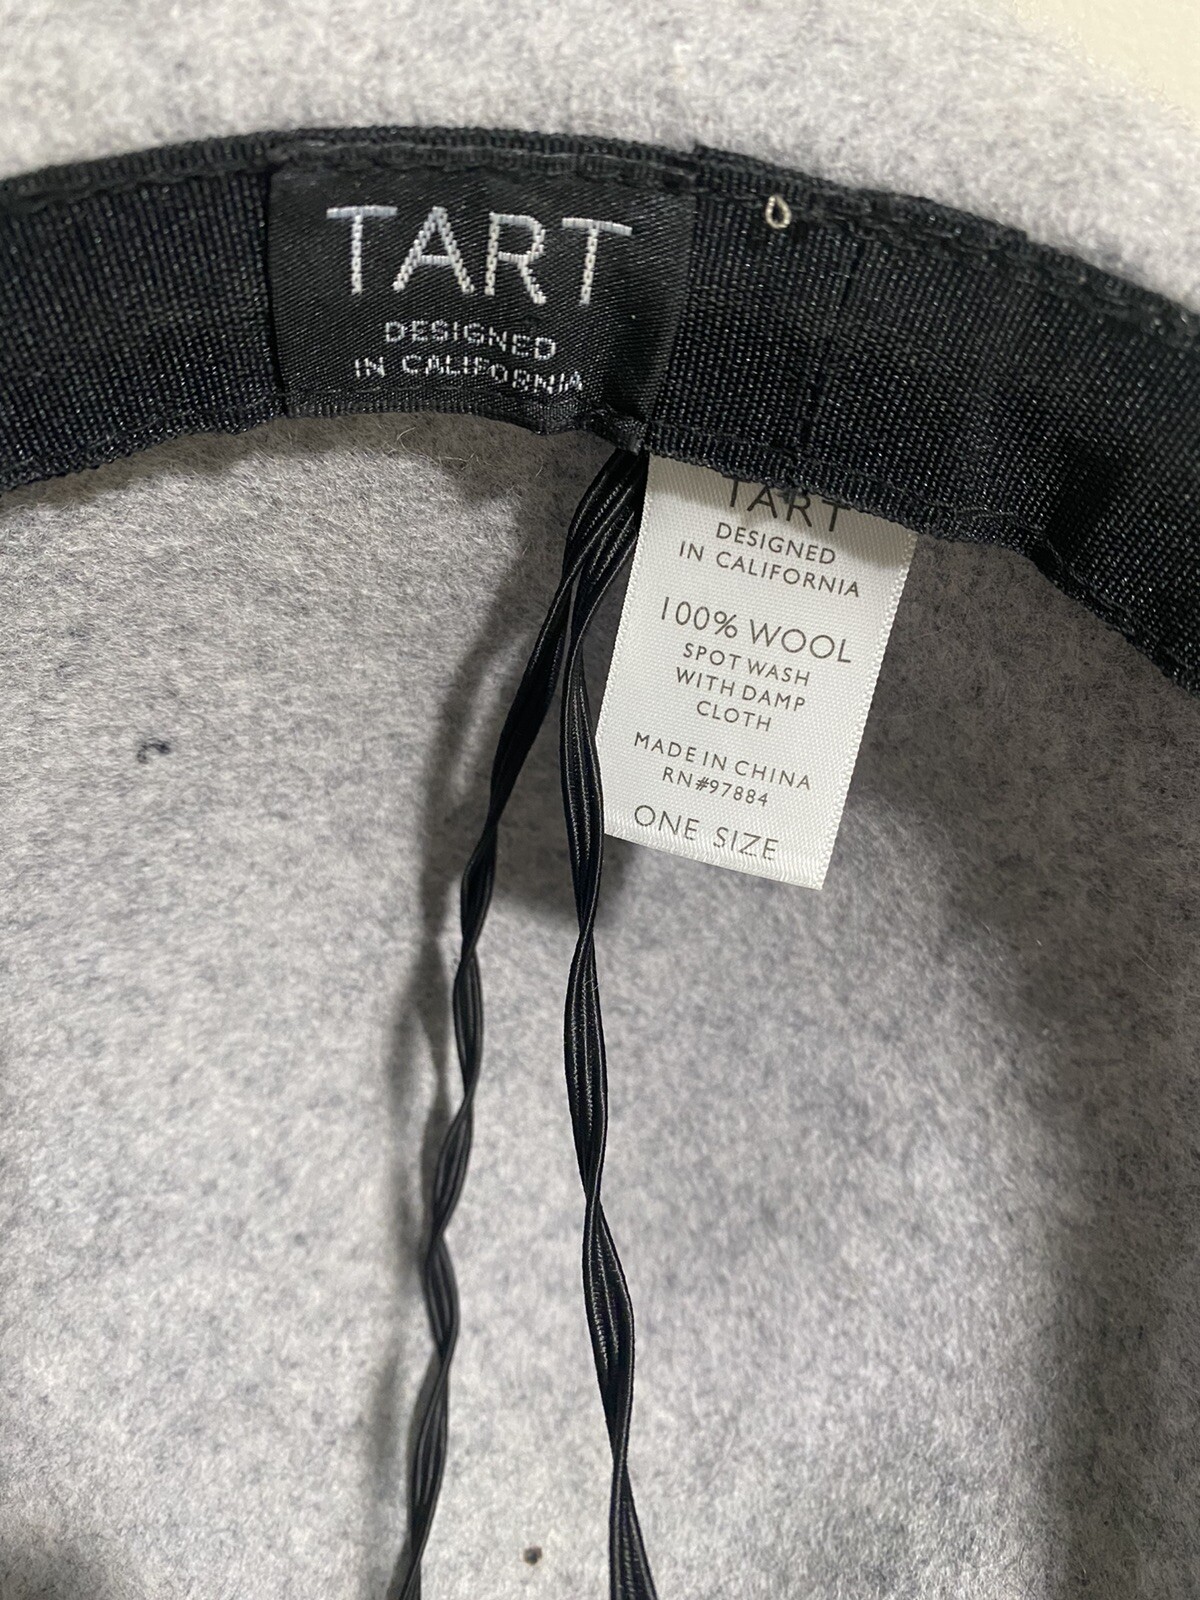 TART
DESIGNED
IN CALIFORNIA
TART
DESIGNED
IN CALIFORNIA
100% WOOL
SPOT WASH
WITH DAMP
CLOTH
MADE IN CHINA
RN#97884
ONE SIZE